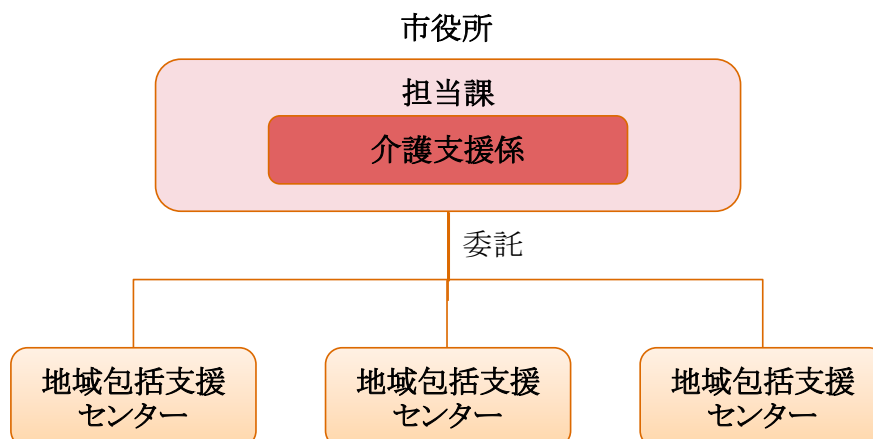 市役所
担当課
介護支援係
委託
地域包括支援
センター
地域包括支援
センター
地域包括支援
センター